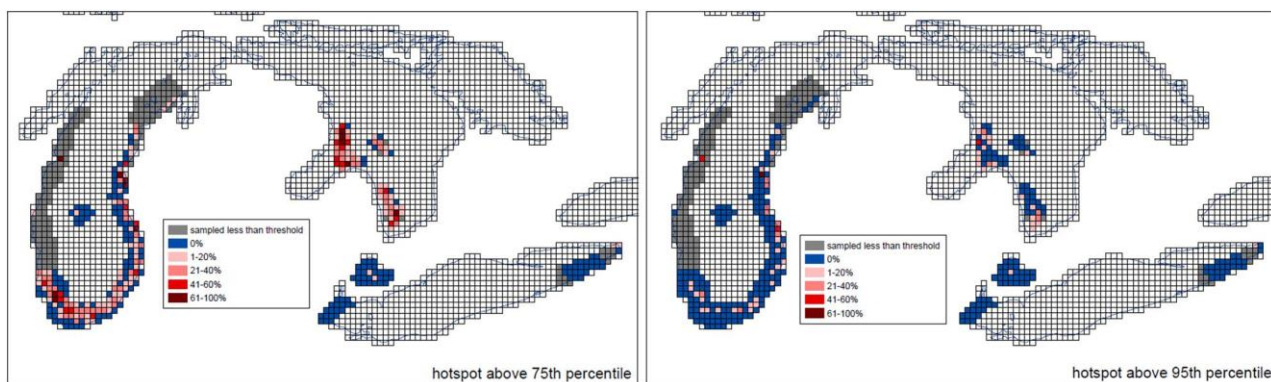 sampled less than threshold
0%
1-20%
21-40%
41-60%
61-100%
hotspot above 75th percentile
sampled less than threshold
0%
1-20%
21-40%
41-60%
61-100%
hotspot above 95th percentile